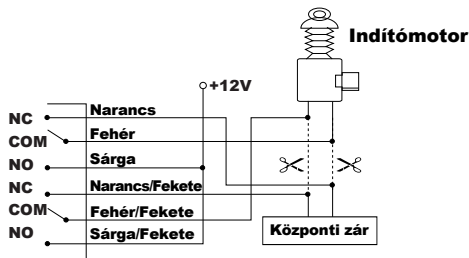 Indítómotor
+12V
NC Narancs
COM Fehér
NO Sárga
NC Narancs/Fekete
COM Fehér/Fekete
NO Sárga/Fekete
Központi zár